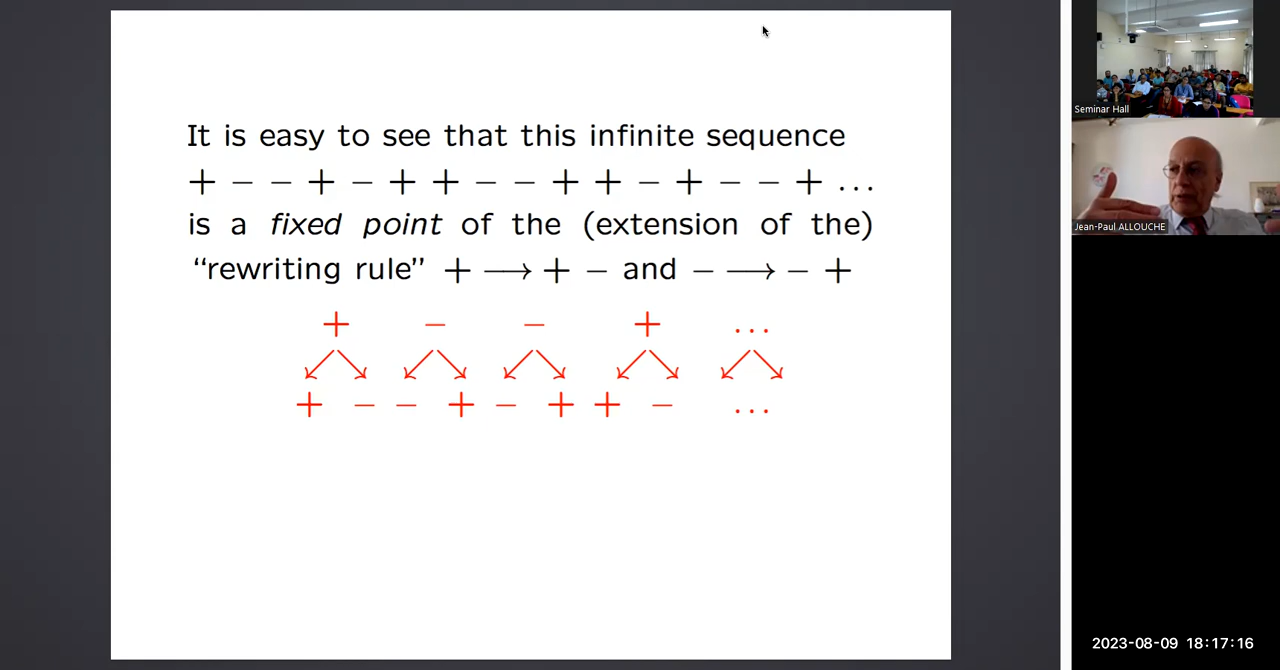 It is easy to see that this infinite sequence
+ − − + − + + − − + + − + − − + ...
is a fixed point of the (extension of the)
“rewriting rule” + ⟶ + − and − ⟶ − +
+ − − + ...
+ − − + − + + − ...
Seminar Hall
Jean-Paul ALLOUCHE
2023-08-09 18:17:16